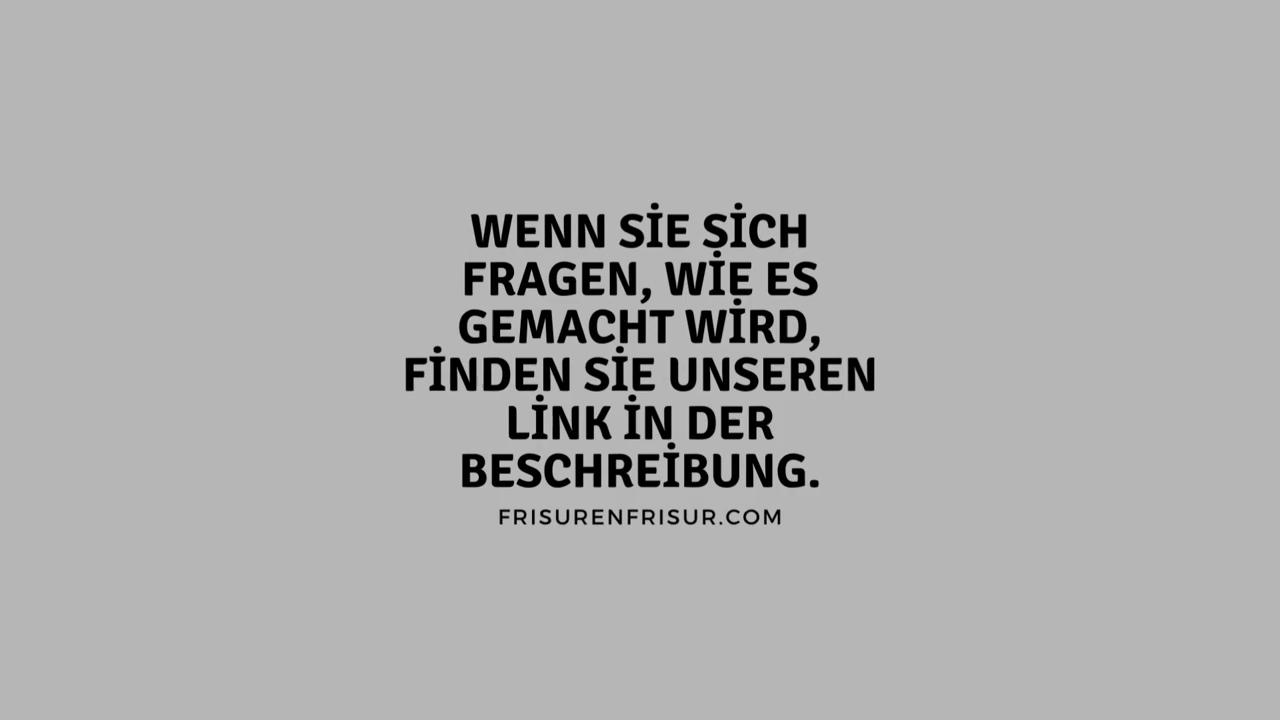 WENN SİE SİCH
FRAGEN, WİE ES
GEMACHT WİRD,
FİNDEN SİE UNSEREN
LİNK İN DER
BESCHREİBUNG.
FRISURENFRISUR.COM